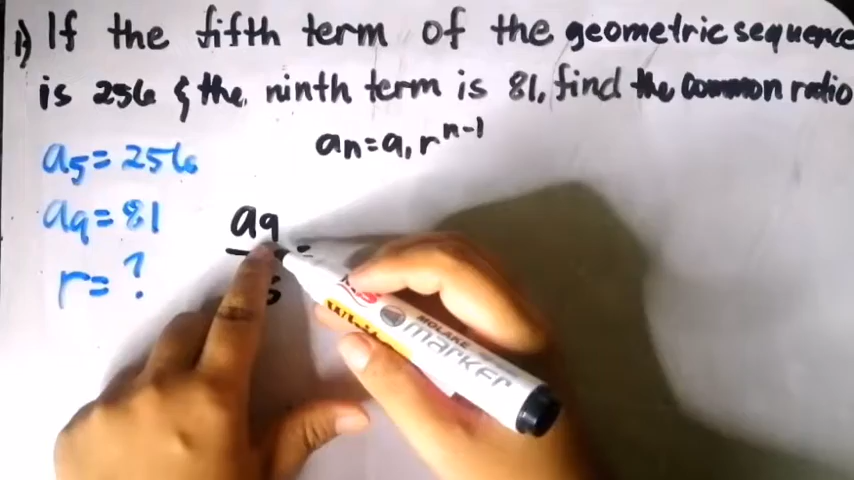 1) If the fifth term of the geometric sequence
is 256 & the ninth term is 81, find the common ratio
a5 = 256
an = a1 r^n-1
a9 = 81
a9
=
5
r = ?
MOLAKE
marker